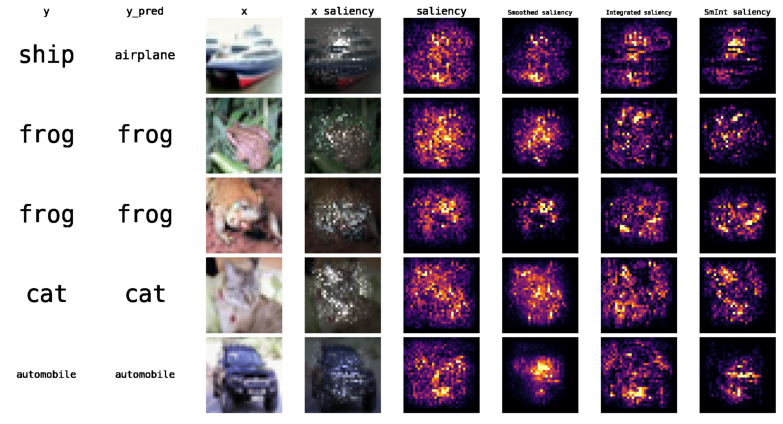 y y_pred x x saliency saliency Smoothed saliency Integrated saliency SmInt saliency
ship airplane
frog frog
frog frog
cat cat
automobile automobile